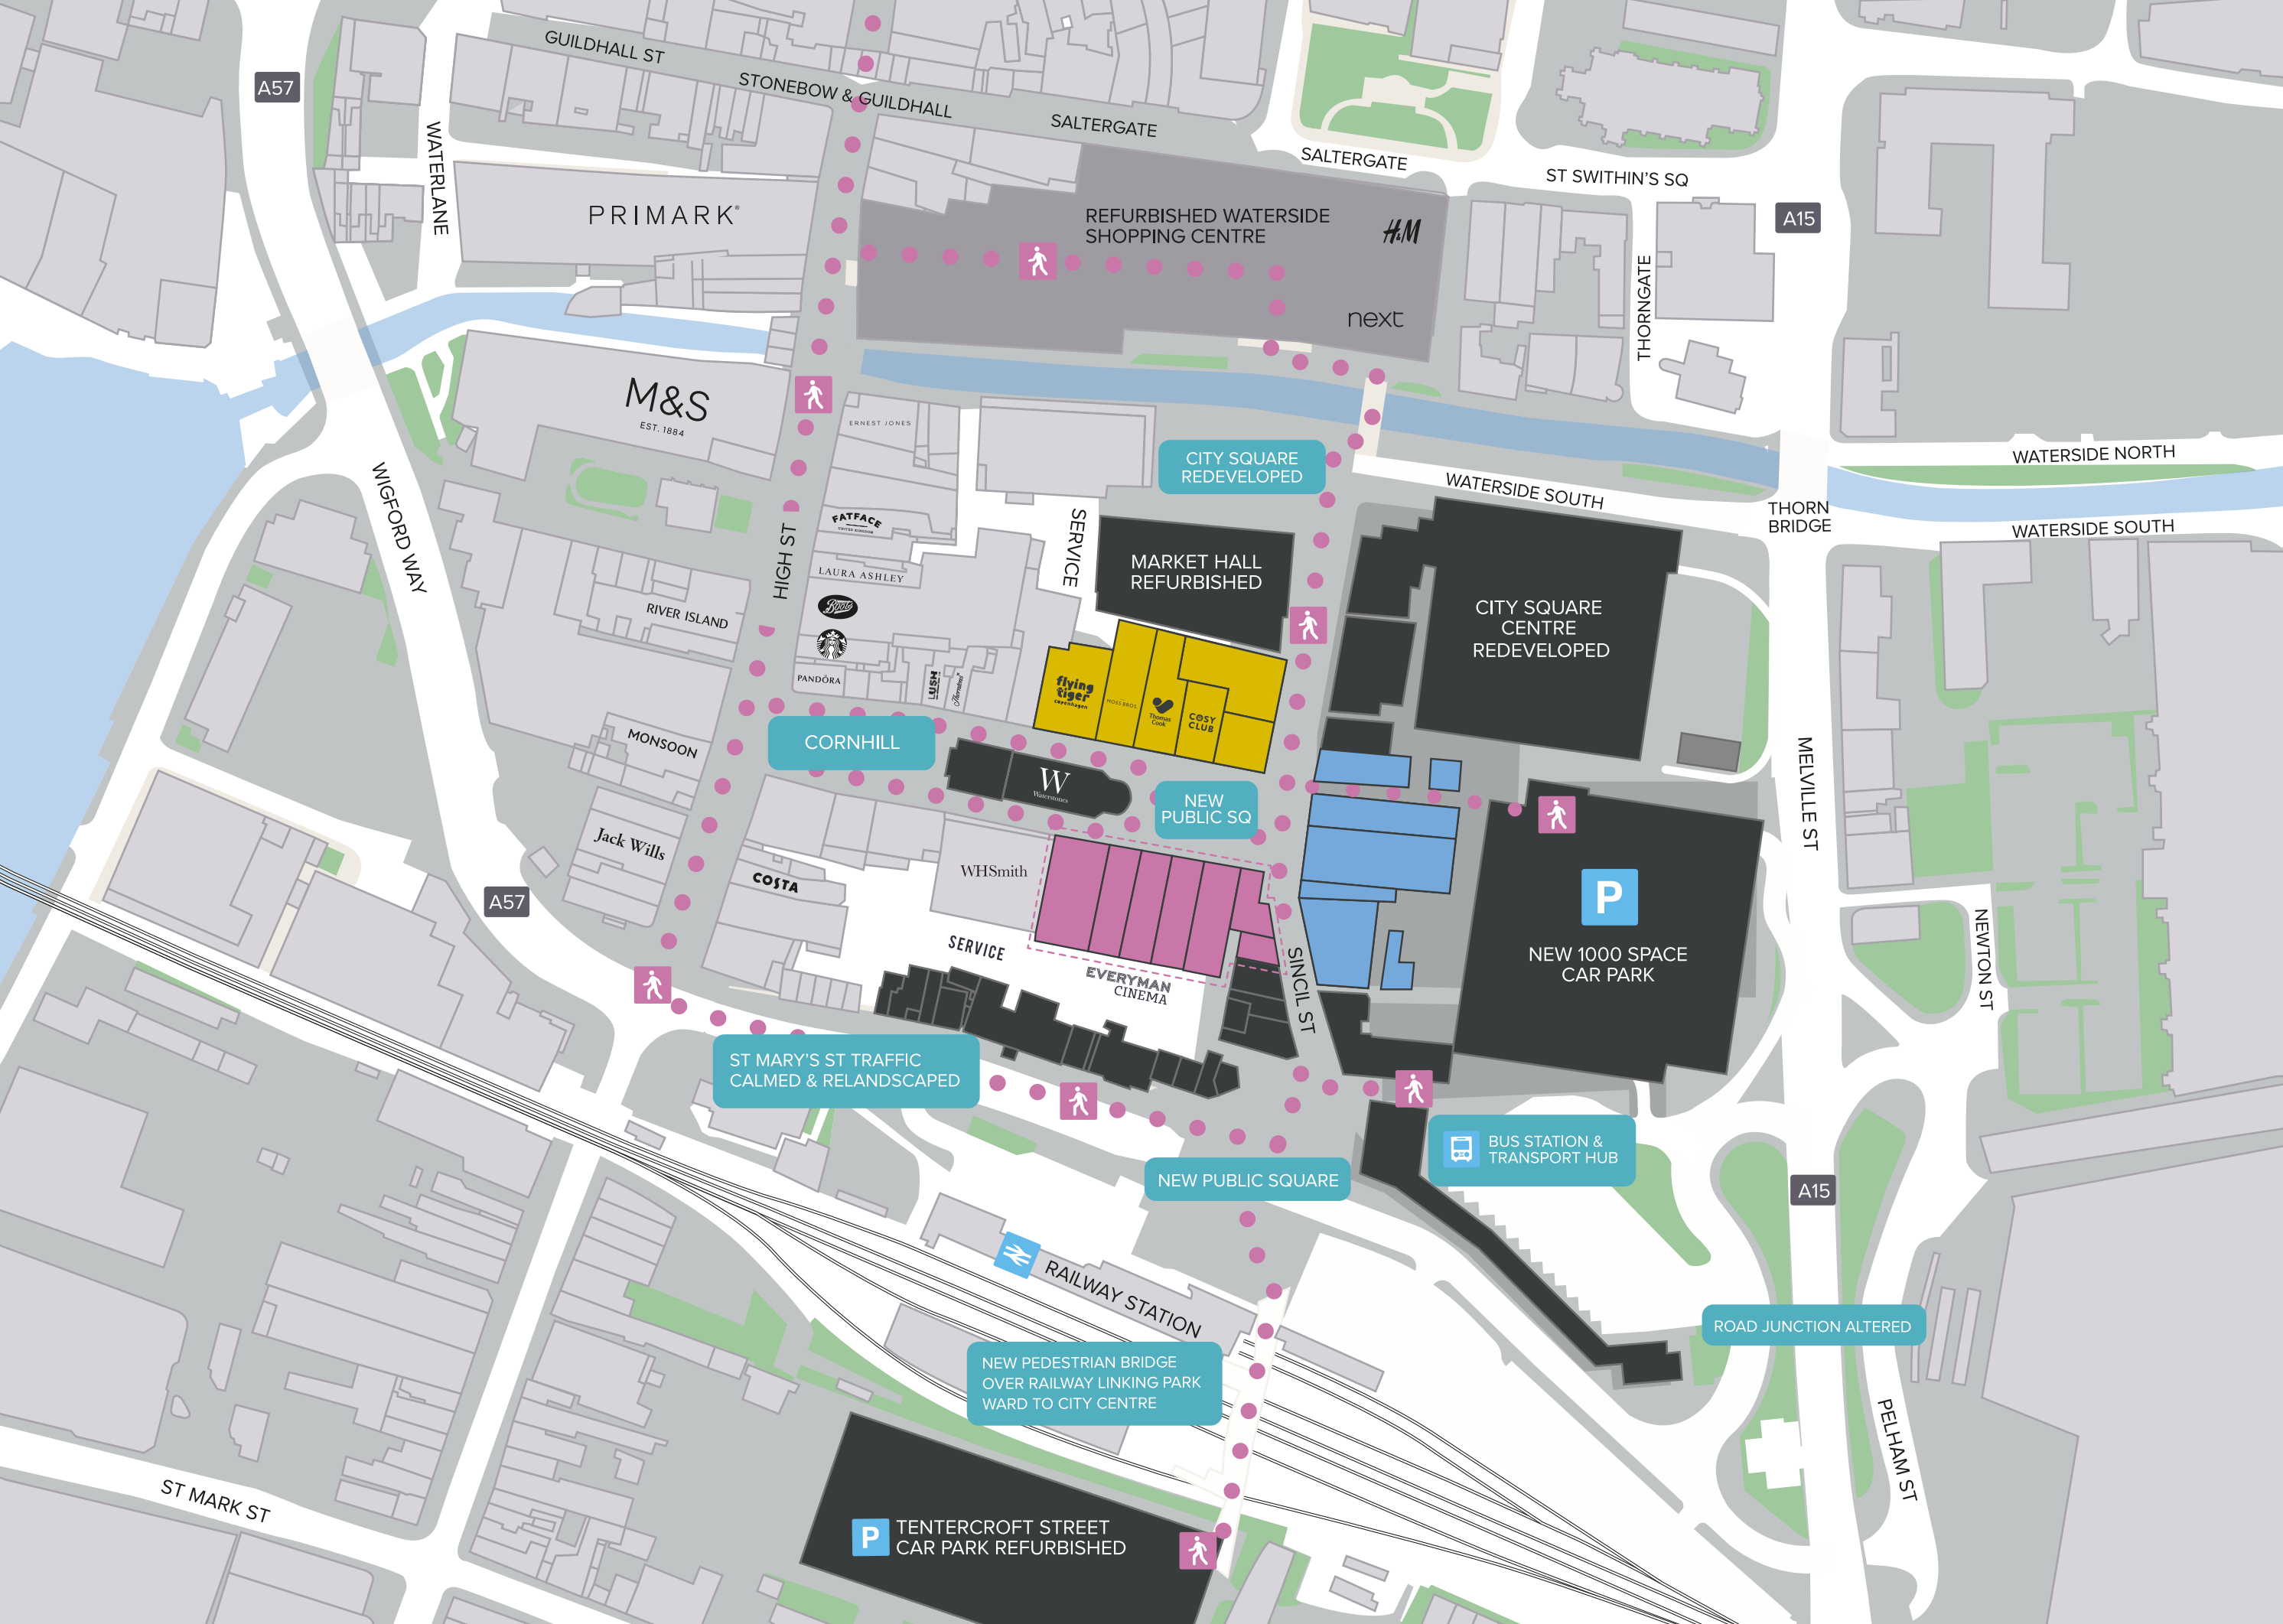 GUILDHALL ST
STONEBOW & GUILDHALL
SALTERGATE
SALTERGATE
ST SWITHIN'S SQ
A57
WATERLANE
PRIMARK
REFURBISHED WATERSIDE
SHOPPING CENTRE
H&M
next
A15
THORNGATE
M&S
EST. 1884
ERNEST JONES
CITY SQUARE
REDEVELOPED
WATERSIDE SOUTH
WATERSIDE NORTH
THORN
BRIDGE
WATERSIDE SOUTH
WIGFORD WAY
HIGH ST
FATFACE
UNITED KINGDOM
LAURA ASHLEY
Boots
SERVICE
MARKET HALL
REFURBISHED
CITY SQUARE
CENTRE
REDEVELOPED
RIVER ISLAND
PANDÓRA
LUSH
Thorntons
flying
tiger
copenhagen
MOSS BROS.
Thomas
Cook
COSY
CLUB
MONSOON
CORNHILL
W
Waterstones
NEW
PUBLIC SQ
MELVILLE ST
Jack Wills
COSTA
WHSmith
A57
SERVICE
EVERYMAN
CINEMA
SINCIL ST
P
NEW 1000 SPACE
CAR PARK
NEWTON ST
ST MARY'S ST TRAFFIC
CALMED & RELANDSCAPED
BUS STATION &
TRANSPORT HUB
NEW PUBLIC SQUARE
A15
RAILWAY STATION
ROAD JUNCTION ALTERED
NEW PEDESTRIAN BRIDGE
OVER RAILWAY LINKING PARK
WARD TO CITY CENTRE
PELHAM ST
ST MARK ST
P
TENTERCROFT STREET
CAR PARK REFURBISHED